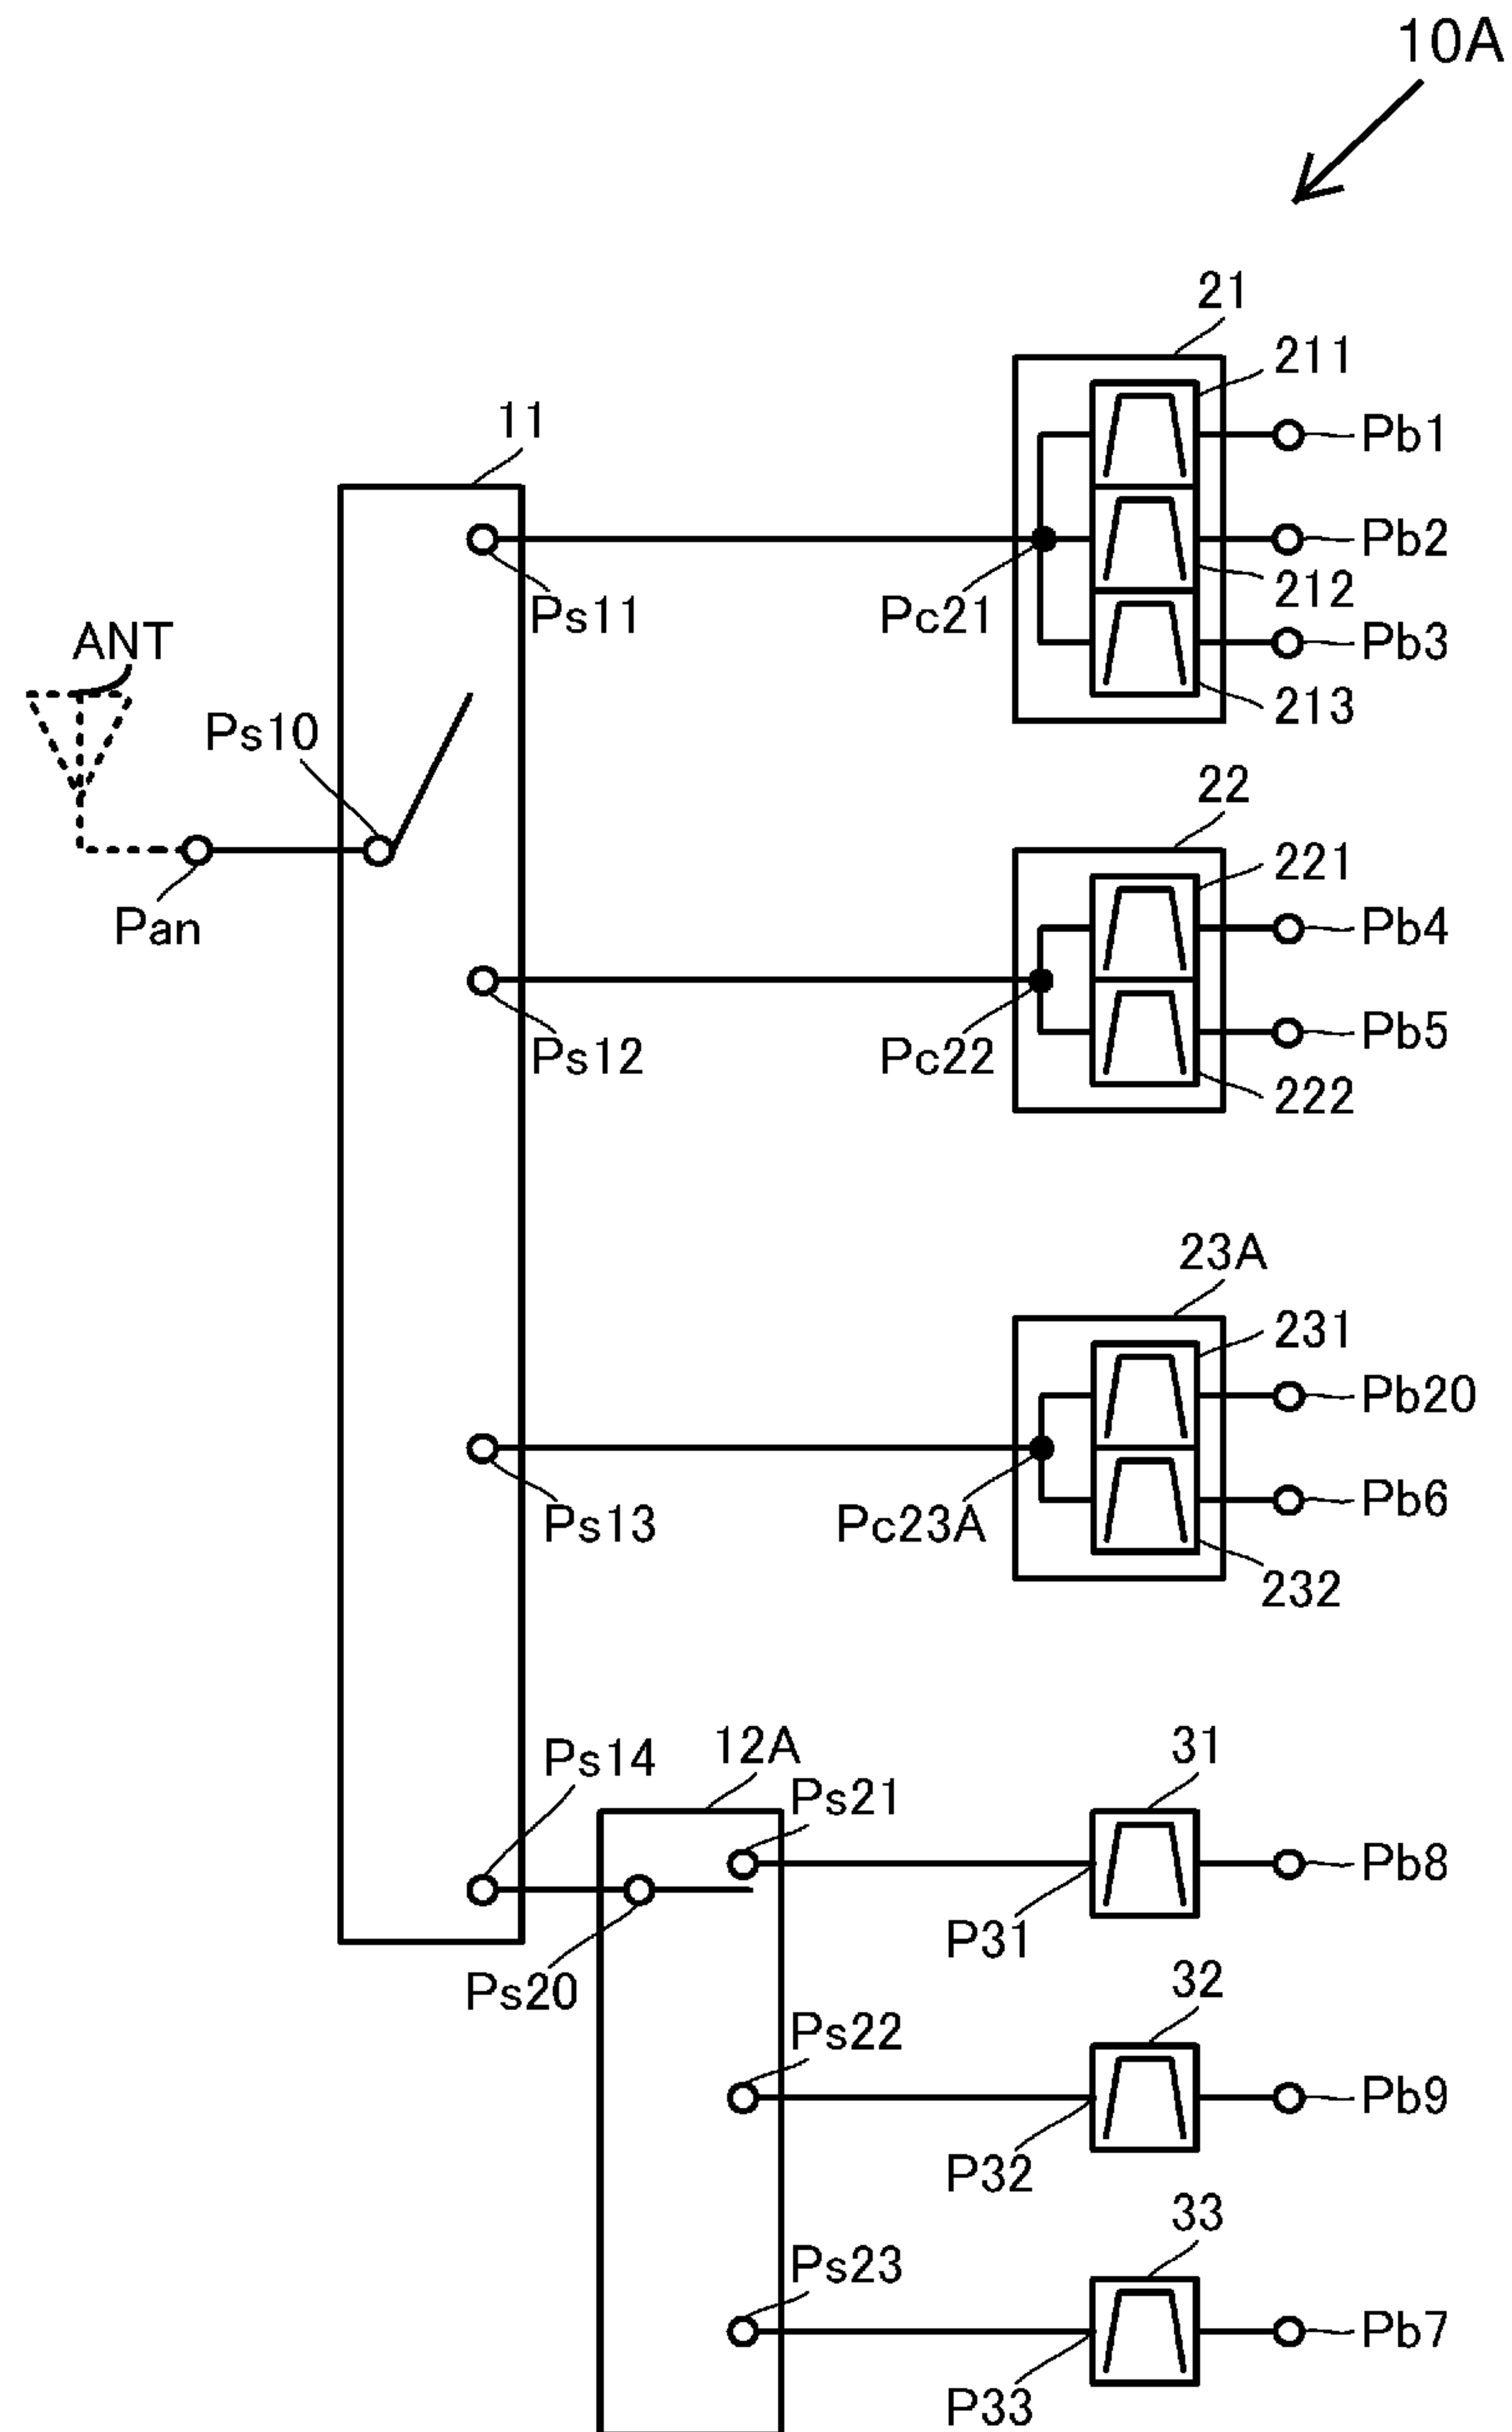 10A
21
211
11
Pb1
Pb2
212
Ps11
Pc21
ANT
Pb3
213
Ps10
22
221
Pan
Pb4
Ps12
Pc22
Pb5
222
23A
231
Pb20
Ps13
Pc23A
Pb6
232
Ps14
12A
31
Ps21
Pb8
P31
Ps20
32
Ps22
Pb9
P32
33
Ps23
Pb7
P33